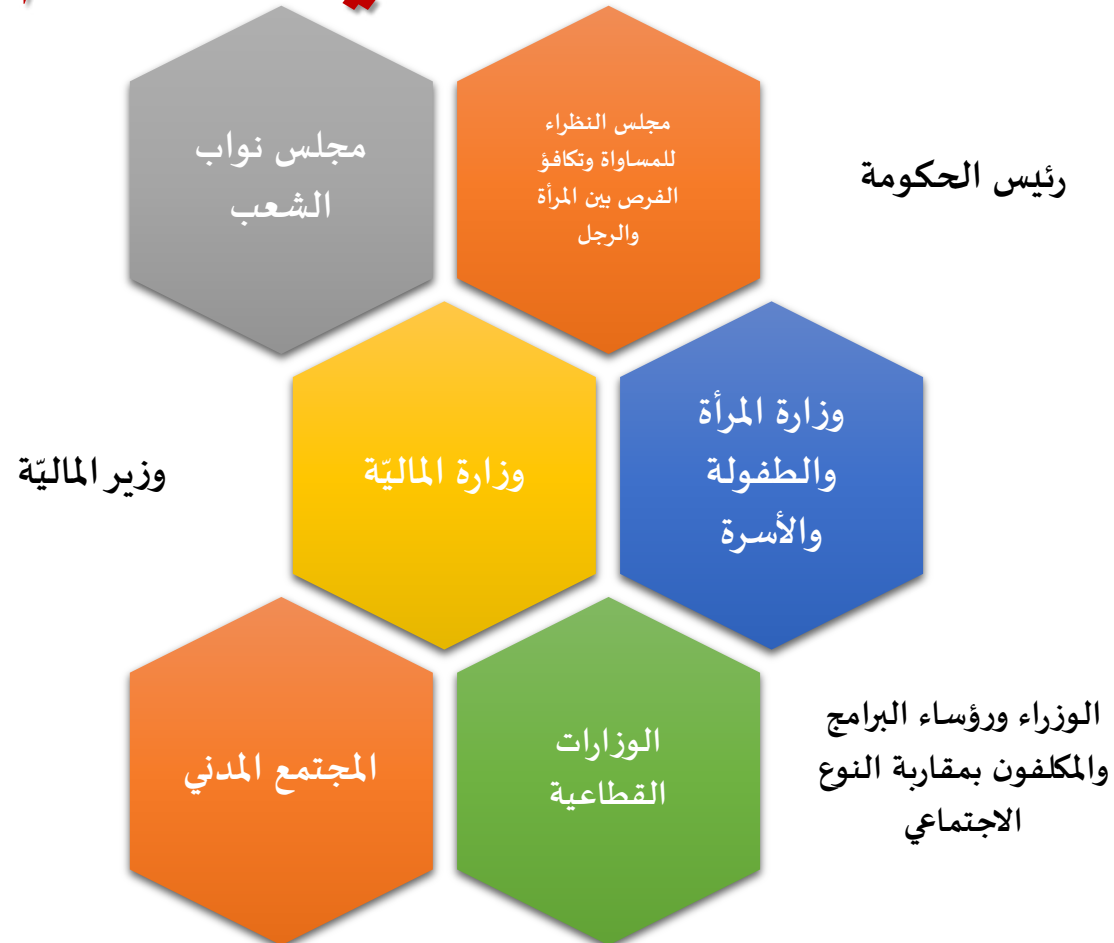 رئيس الحكومة
مجلس النظراء
للمساواة وتكافؤ
الفرص بين المرأة
والرجل
مجلس نواب
الشعب
وزارة المرأة
والطفولة
والأسرة
وزارة الماليّة
وزير الماليّة
الوزراء ورؤساء البرامج
والمكلفون بمقاربة النوع
الاجتماعي
الوزارات
القطاعية
المجتمع المدني